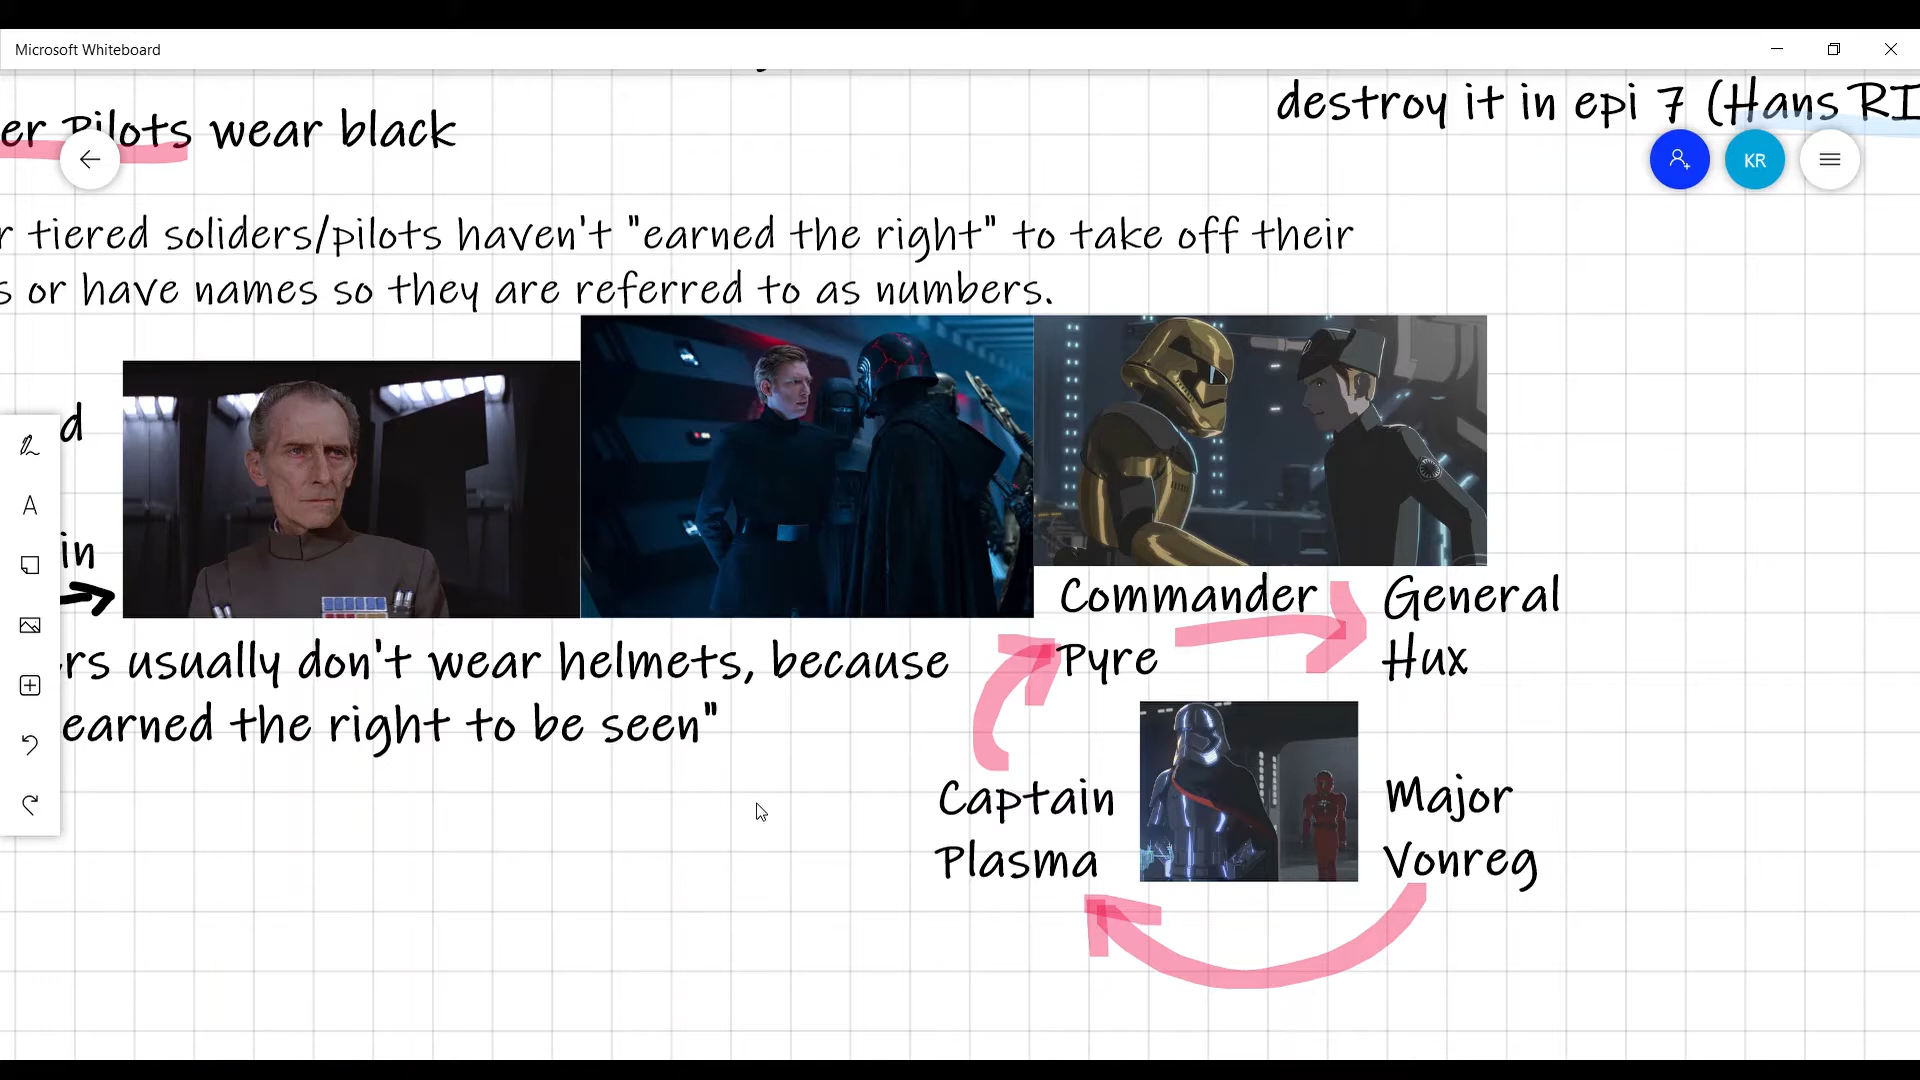 Microsoft Whiteboard
destroy it in epi 7 (Hans RI
er Pilots wear black
KR
r tiered soliders/pilots haven't "earned the right" to take off their
s or have names so they are referred to as numbers.
d
in
Commander
Pyre
General
Hux
rs usually don't wear helmets, because
earned the right to be seen"
Captain
Plasma
Major
Vonreg